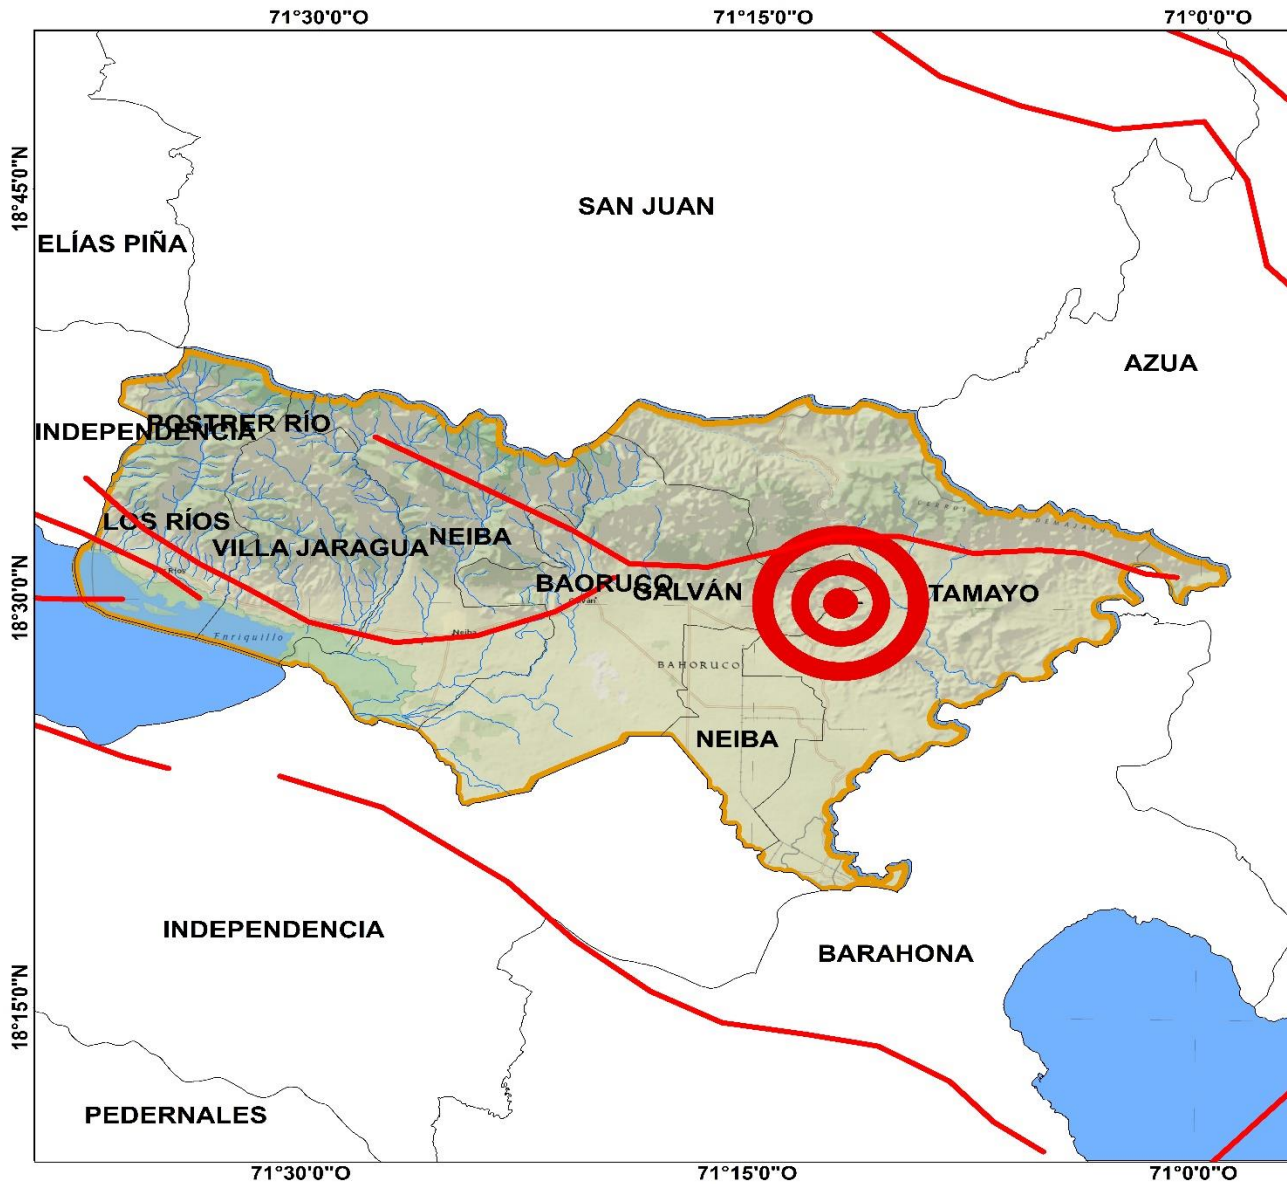 71°30'0"O
71°15'0"O
71°0'0"O
18°45'0"N
SAN JUAN
ELÍAS PIÑA
AZUA
POSTRER RÍO
INDEPENDENCIA
LOS RÍOS
NEIBA
VILLA JARAGUA
BAORUCO
GALVÁN
TAMAYO
18°30'0"N
Ríos
Neiba
Enriquillo
BAHORUCO
NEIBA
INDEPENDENCIA
BARAHONA
18°15'0"N
PEDERNALES
71°30'0"O
71°15'0"O
71°0'0"O